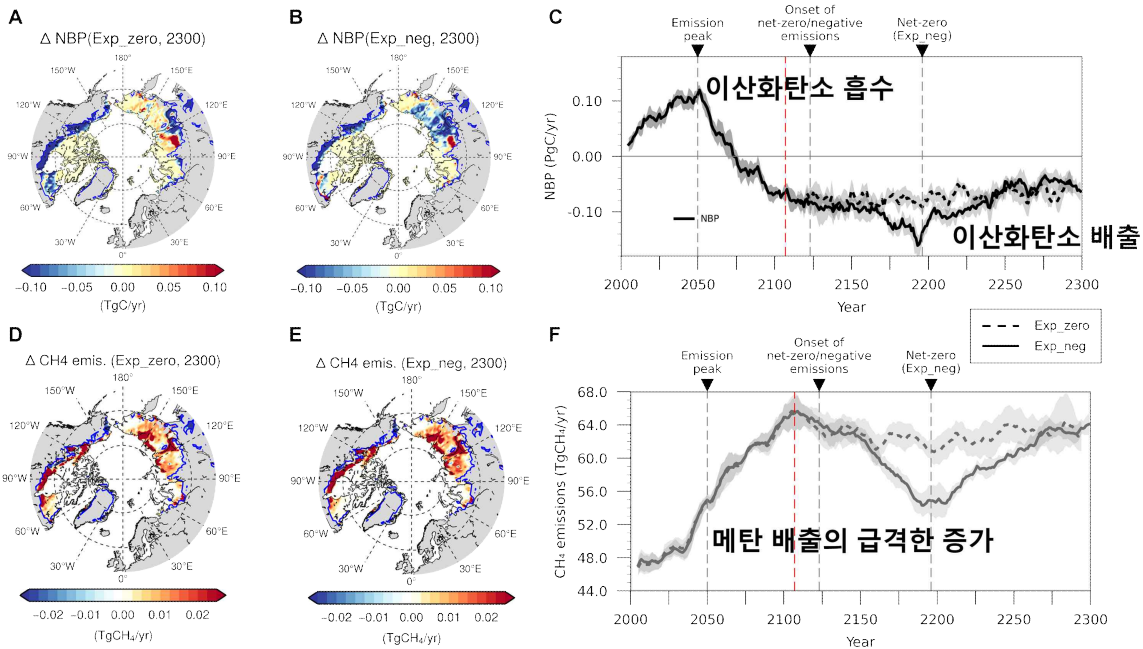 A
Δ NBP(Exp_zero, 2300)
180°
150°W
150°E
120°W
120°E
90°W
90°E
60°W
60°E
30°W
30°E
0°
-0.10 -0.05 0.00 0.05 0.10
(TgC/yr)
B
Δ NBP(Exp_neg, 2300)
180°
150°W
150°E
120°W
120°E
90°W
90°E
60°W
60°E
30°W
30°E
0°
-0.10 -0.05 0.00 0.05 0.10
(TgC/yr)
C
Emission
peak
Onset of
net-zero/negative
emissions
Net-zero
(Exp_neg)
이산화탄소 흡수
0.10
0.00
-0.10
NBP (PgC/yr)
NBP
이산화탄소 배출
2000 2050 2100 2150 2200 2250 2300
Year
Exp_zero
Exp_neg
D
Δ CH4 emis. (Exp_zero, 2300)
180°
150°W
150°E
120°W
120°E
90°W
90°E
60°W
60°E
30°W
30°E
0°
-0.02 -0.01 0.00 0.01 0.02
(TgCH₄/yr)
E
Δ CH4 emis. (Exp_neg, 2300)
180°
150°W
150°E
120°W
120°E
90°W
90°E
60°W
60°E
30°W
30°E
0°
-0.02 -0.01 0.00 0.01 0.02
(TgCH₄/yr)
F
Emission
peak
Onset of
net-zero/negative
emissions
Net-zero
(Exp_neg)
68.0
64.0
60.0
56.0
52.0
48.0
44.0
CH₄ emissions (TgCH₄/yr)
메탄 배출의 급격한 증가
2000 2050 2100 2150 2200 2250 2300
Year